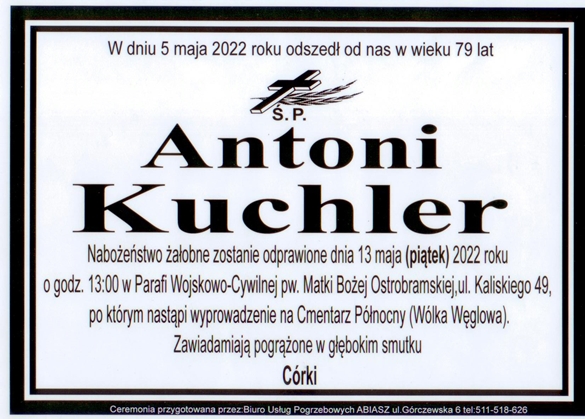 W dniu 5 maja 2022 roku odszedł od nas w wieku 79 lat
Ś.P.
Antoni
Kuchler
Nabożeństwo żałobne zostanie odprawione dnia 13 maja (piątek) 2022 roku
o godz. 13:00 w Parafi Wojskowo-Cywilnej pw. Matki Bożej Ostrobramskiej,ul. Kaliskiego 49,
po którym nastąpi wyprowadzenie na Cmentarz Północny (Wólka Węglowa).
Zawiadamiają pogrążone w głębokim smutku
Córki
Ceremonia przygotowana przez:Biuro Usług Pogrzebowych ABIASZ ul.Górczewska 6 tel:511-518-626